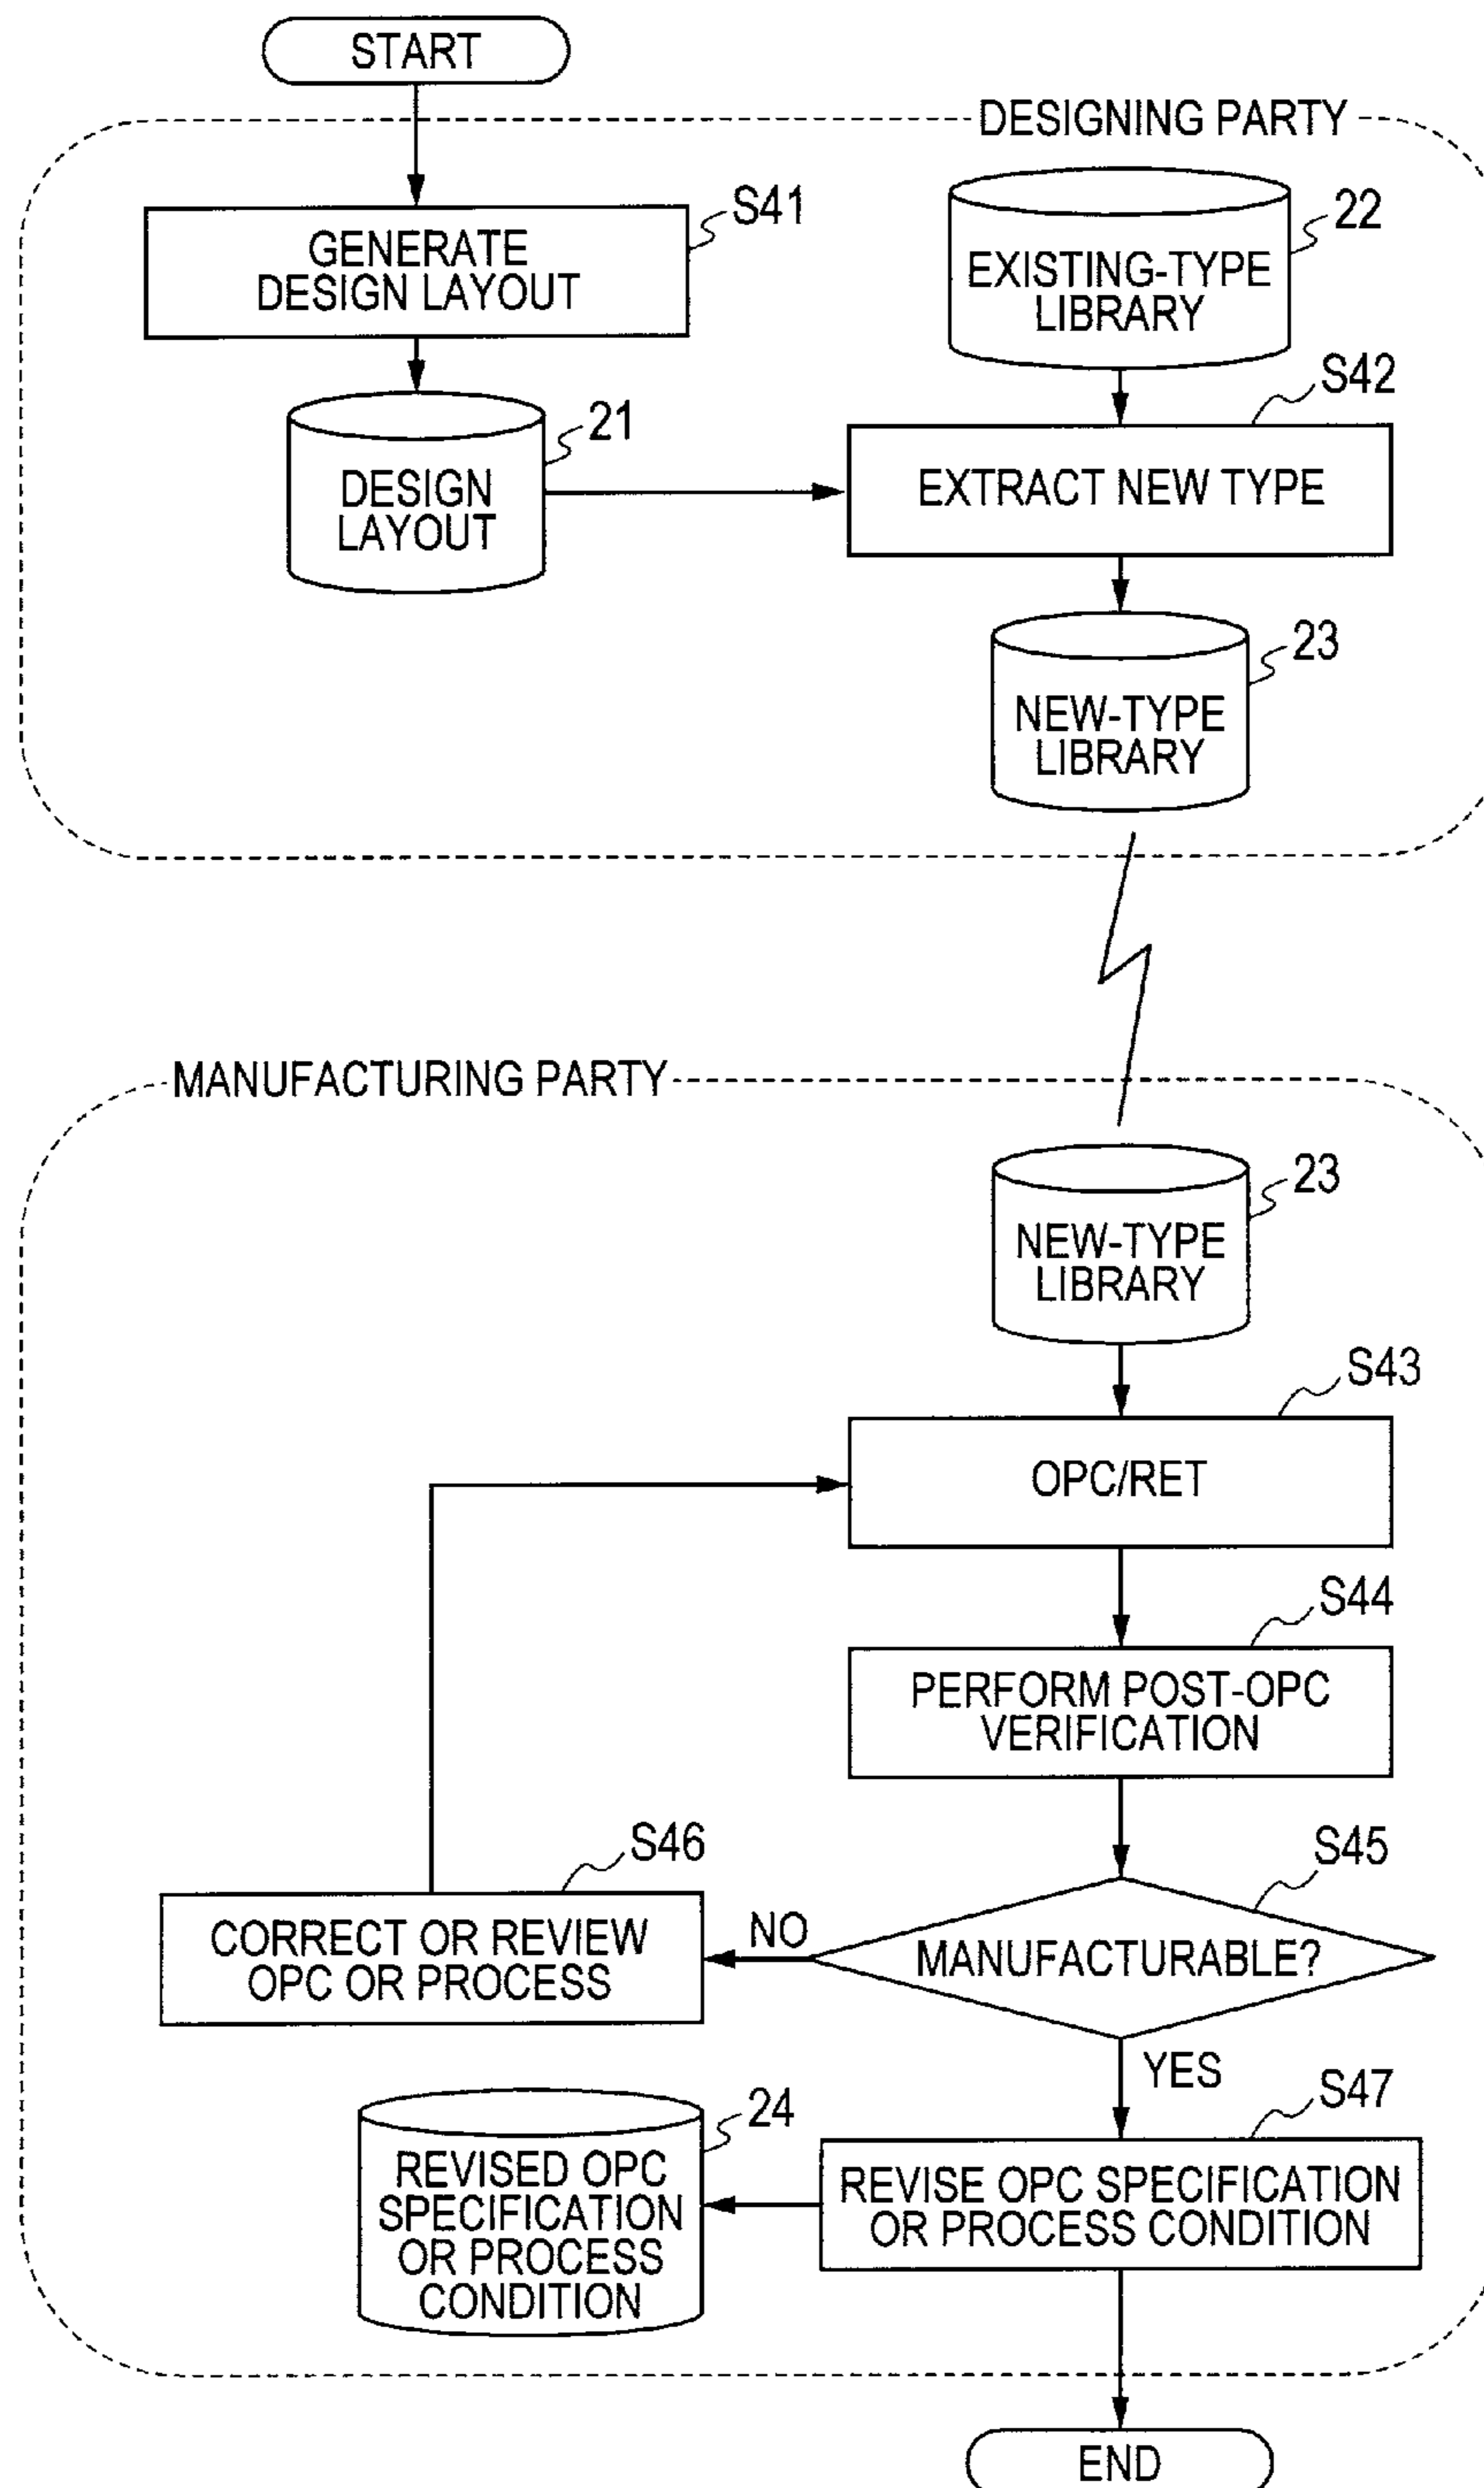 START
DESIGNING PARTY
S41
GENERATE
DESIGN LAYOUT
22
EXISTING-TYPE
LIBRARY
21
DESIGN
LAYOUT
S42
EXTRACT NEW TYPE
23
NEW-TYPE
LIBRARY
MANUFACTURING PARTY
23
NEW-TYPE
LIBRARY
S43
OPC/RET
S44
PERFORM POST-OPC
VERIFICATION
S45
MANUFACTURABLE?
NO
S46
CORRECT OR REVIEW
OPC OR PROCESS
YES
S47
REVISE OPC SPECIFICATION
OR PROCESS CONDITION
24
REVISED OPC
SPECIFICATION
OR PROCESS
CONDITION
END